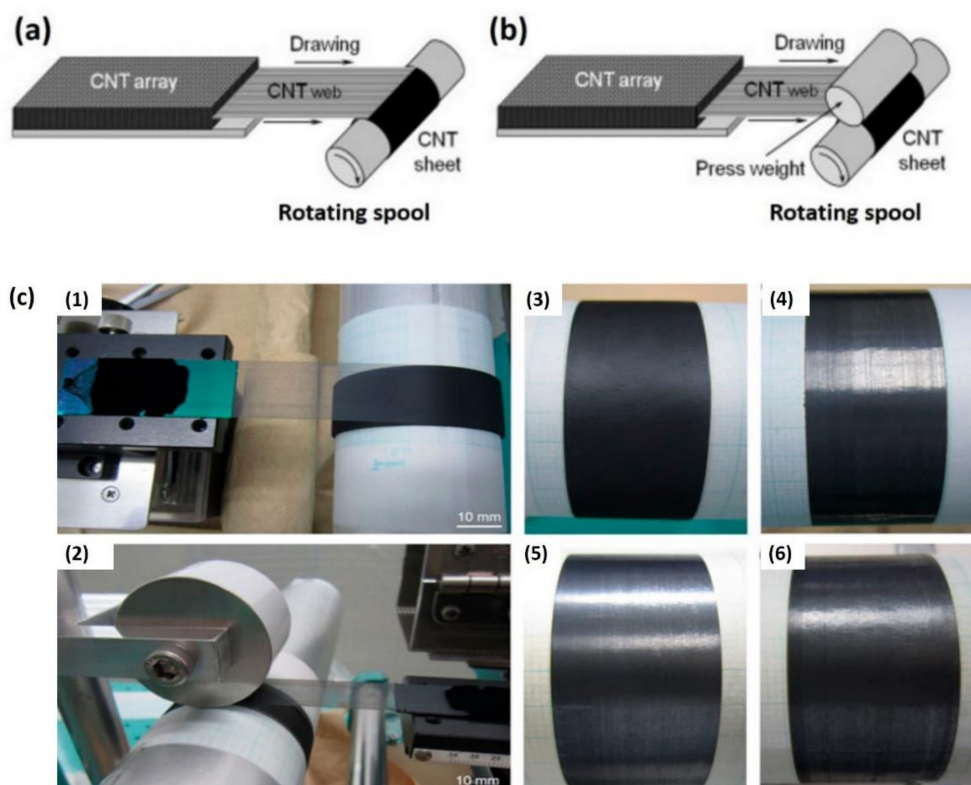 (a)
Drawing
CNT array
CNT web
CNT
sheet
Rotating spool
(b)
Drawing
CNT array
CNT web
CNT
sheet
Press weight
Rotating spool
(c)
(1)
10 mm
(2)
10 mm
(3)
(4)
(5)
(6)